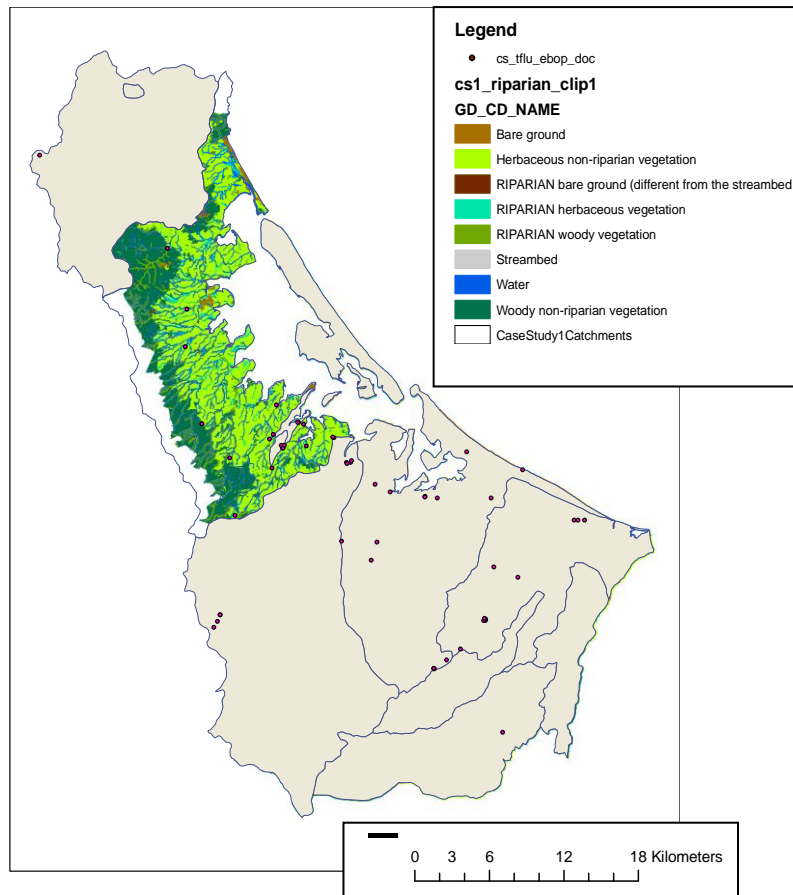 Legend
cs_tflu_ebop_doc
cs1_riparian_clip1
GD_CD_NAME
Bare ground
Herbaceous non-riparian vegetation
RIPARIAN bare ground (different from the streambed
RIPARIAN herbaceous vegetation
RIPARIAN woody vegetation
Streambed
Water
Woody non-riparian vegetation
CaseStudy1Catchments
0 3 6 12 18 Kilometers